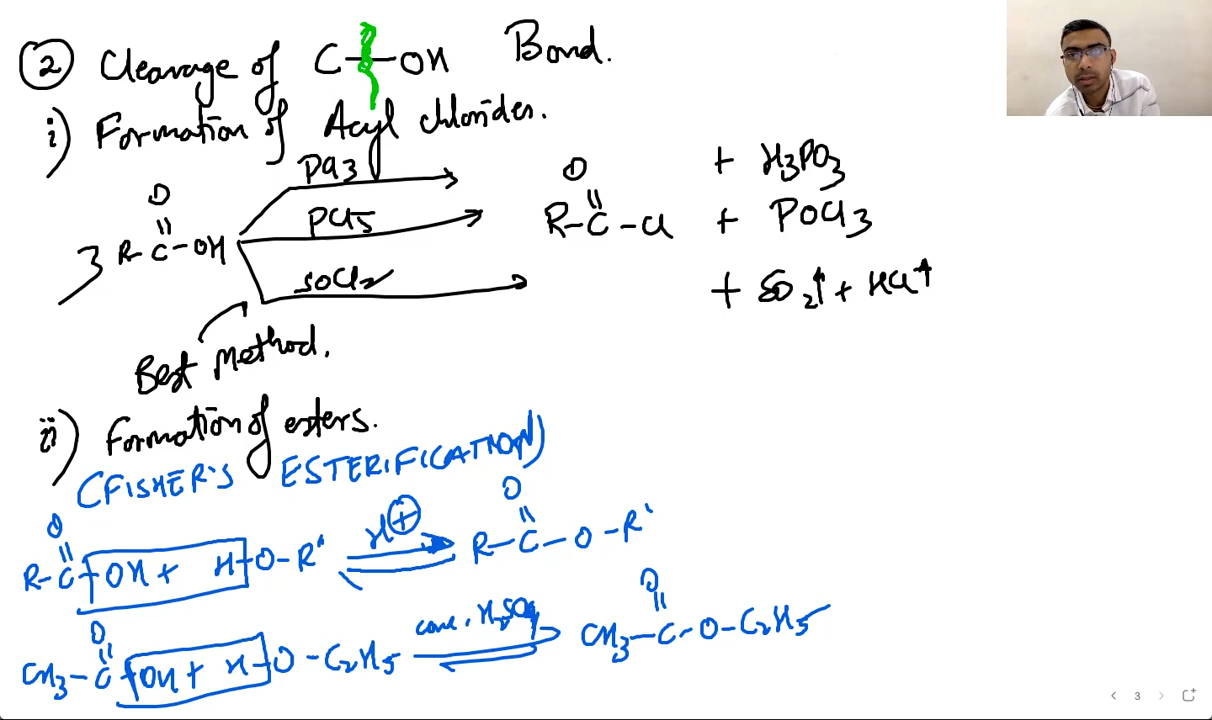 ② Cleavage of C-OH Bond.
i) Formation of Acyl chlorides.
PCl3 + H3PO3
3 R-C(=O)-OH PCl5 R-C(=O)-Cl + POCl3
SOCl2 + SO2↑ + HCl↑
Best Method.
ii) Formation of esters.
(FISHER'S ESTERIFICATION)
R-C(=O)-OH + H-O-R' ⇌ H⊕ R-C(=O)-O-R'
CH3-C(=O)-OH + H-O-C2H5 ⇌ conc. H2SO4 CH3-C(=O)-O-C2H5
3